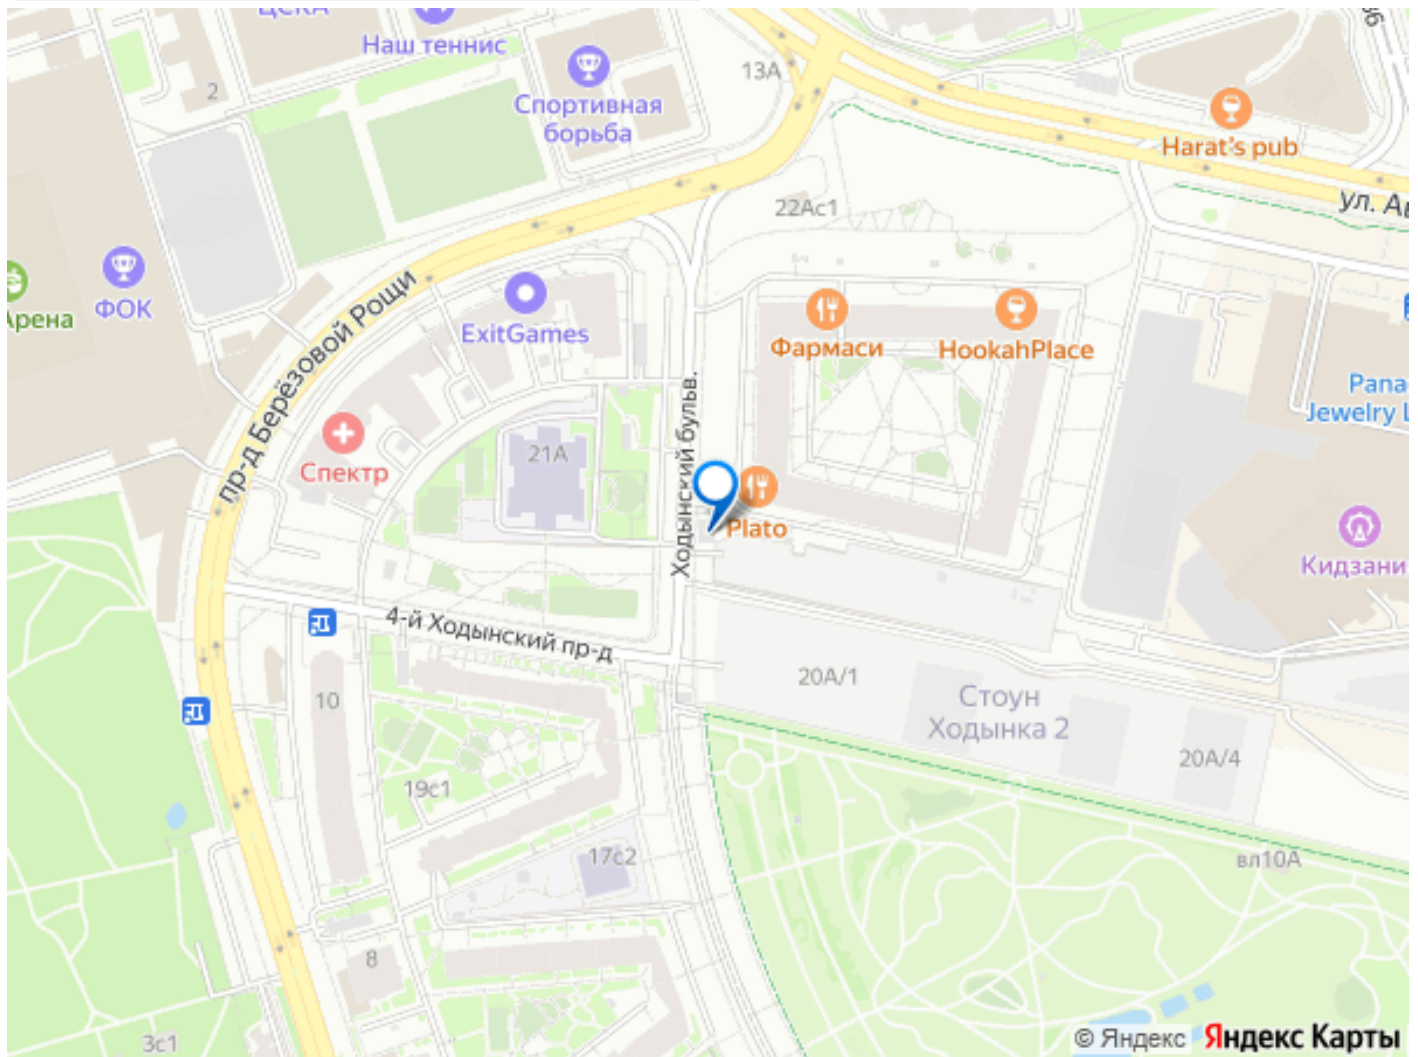 ЦСКА
Наш теннис
2
13А
Спортивная
борьба
Harat's pub
ул. Ав
22Ас1
Арена
ФОК
пр-д Берёзовой Рощи
ExitGames
Фармаси
HookahPlace
Pana
Jewelry L
Ходынский бульв.
21А
Спектр
Plato
Кидзани
4-й Ходынский пр-д
20А/1
Стоун
Ходынка 2
10
20А/4
19с1
17с2
вл10А
8
3с1
© Яндекс Яндекс Карты